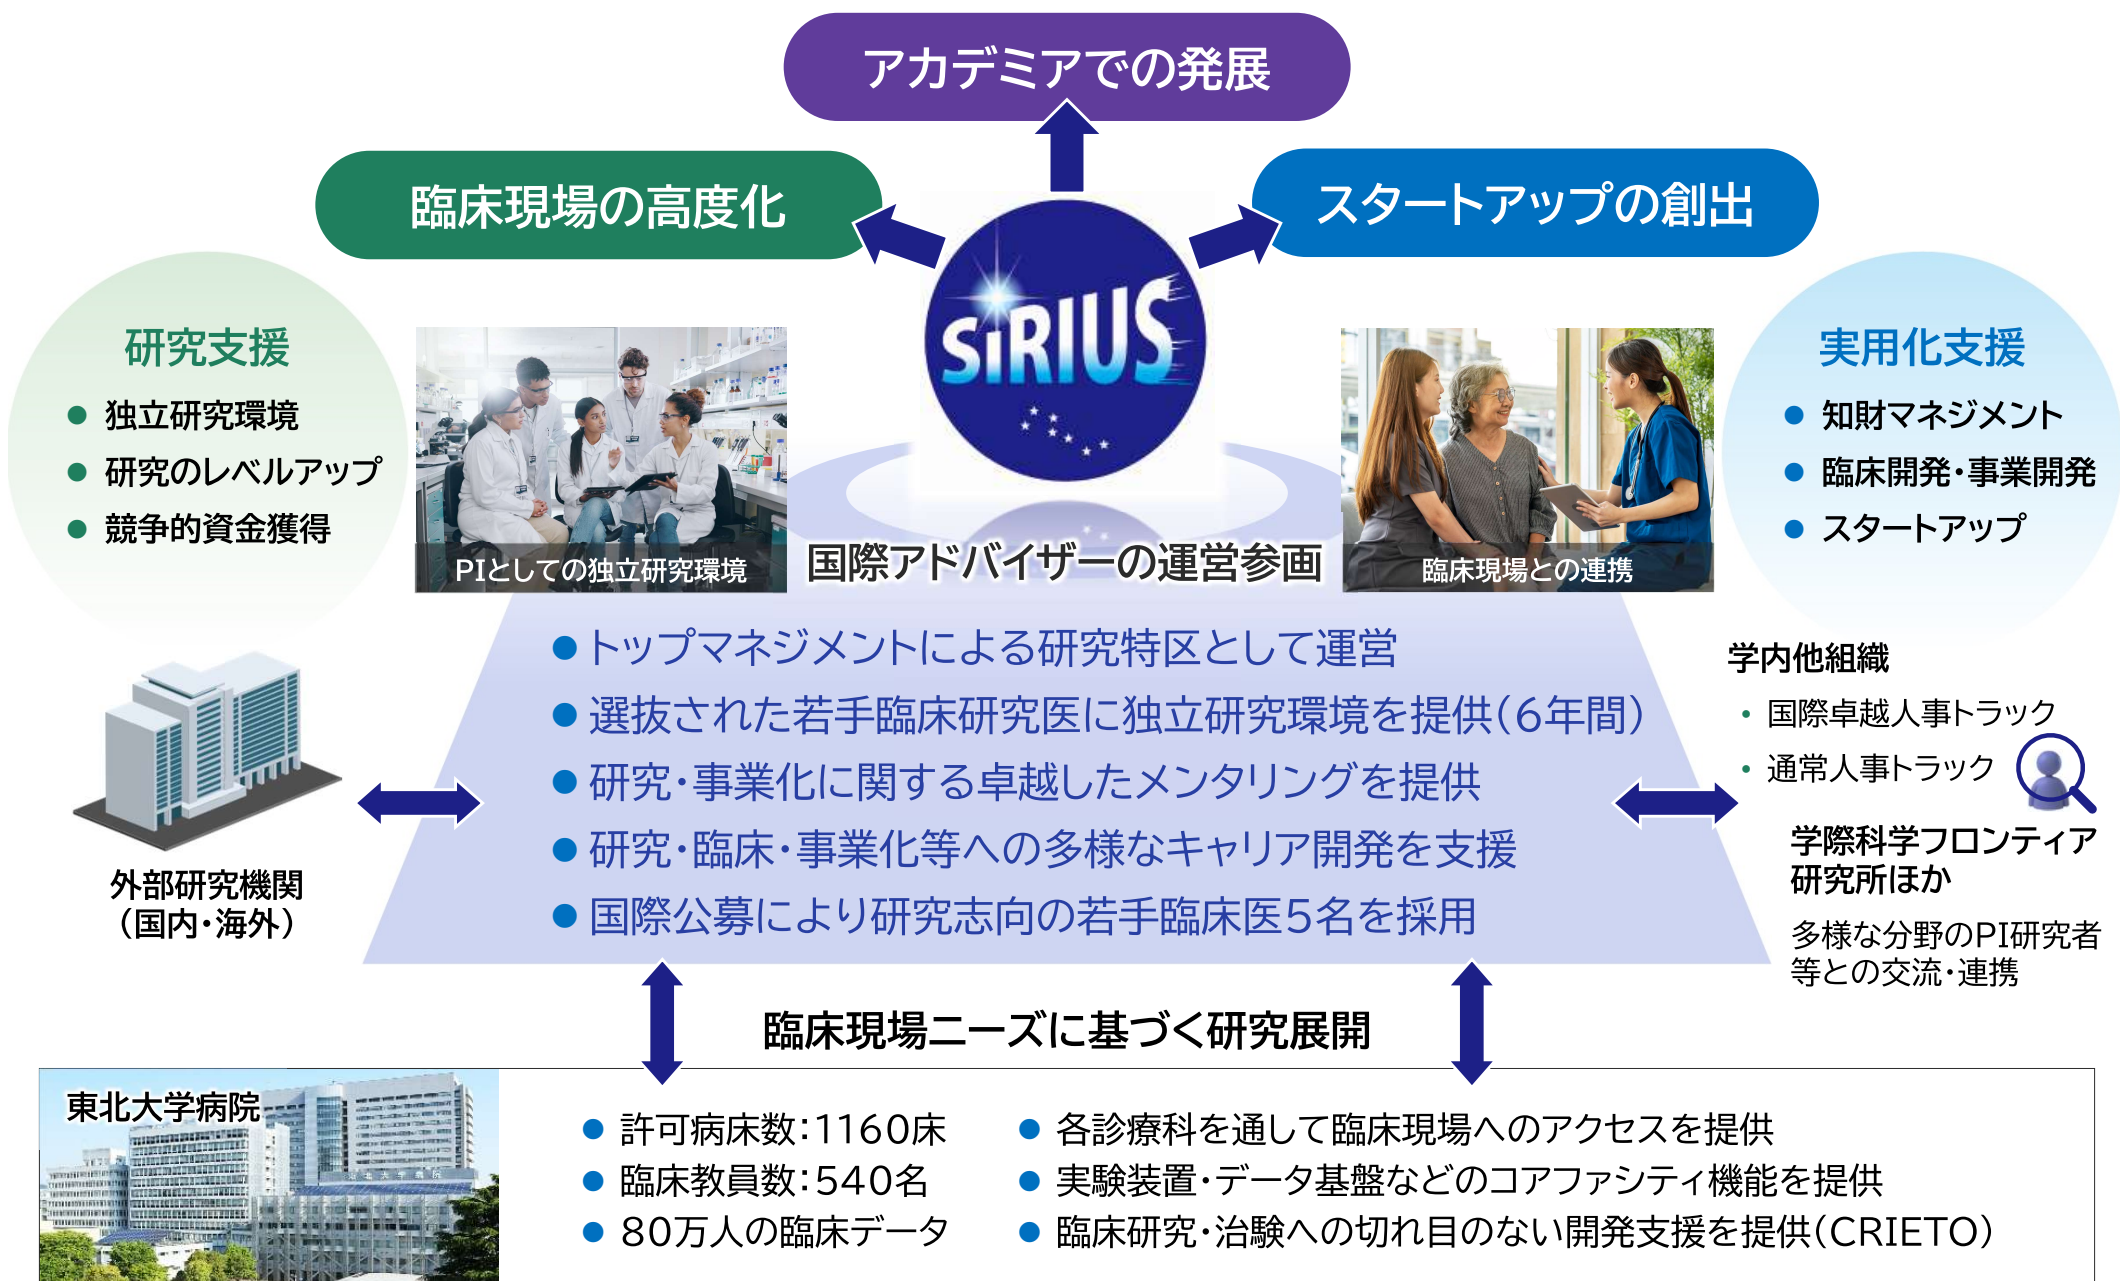 アカデミアでの発展
臨床現場の高度化
スタートアップの創出
SiRIUS
研究支援
● 独立研究環境
● 研究のレベルアップ
● 競争的資金獲得
PIとしての独立研究環境
国際アドバイザーの運営参画
臨床現場との連携
実用化支援
● 知財マネジメント
● 臨床開発・事業開発
● スタートアップ
● トップマネジメントによる研究特区として運営
● 選抜された若手臨床研究医に独立研究環境を提供（6年間）
● 研究・事業化に関する卓越したメンタリングを提供
● 研究・臨床・事業化等への多様なキャリア開発を支援
● 国際公募により研究志向の若手臨床医5名を採用
外部研究機関
（国内・海外）
学内他組織
・ 国際卓越人事トラック
・ 通常人事トラック
学際科学フロンティア
研究所ほか
多様な分野のPI研究者
等との交流・連携
臨床現場ニーズに基づく研究展開
東北大学病院
東北大学病院
● 許可病床数：1160床
● 臨床教員数：540名
● 80万人の臨床データ
● 各診療科を通して臨床現場へのアクセスを提供
● 実験装置・データ基盤などのコアファシティ機能を提供
● 臨床研究・治験への切れ目のない開発支援を提供（CRIETO）